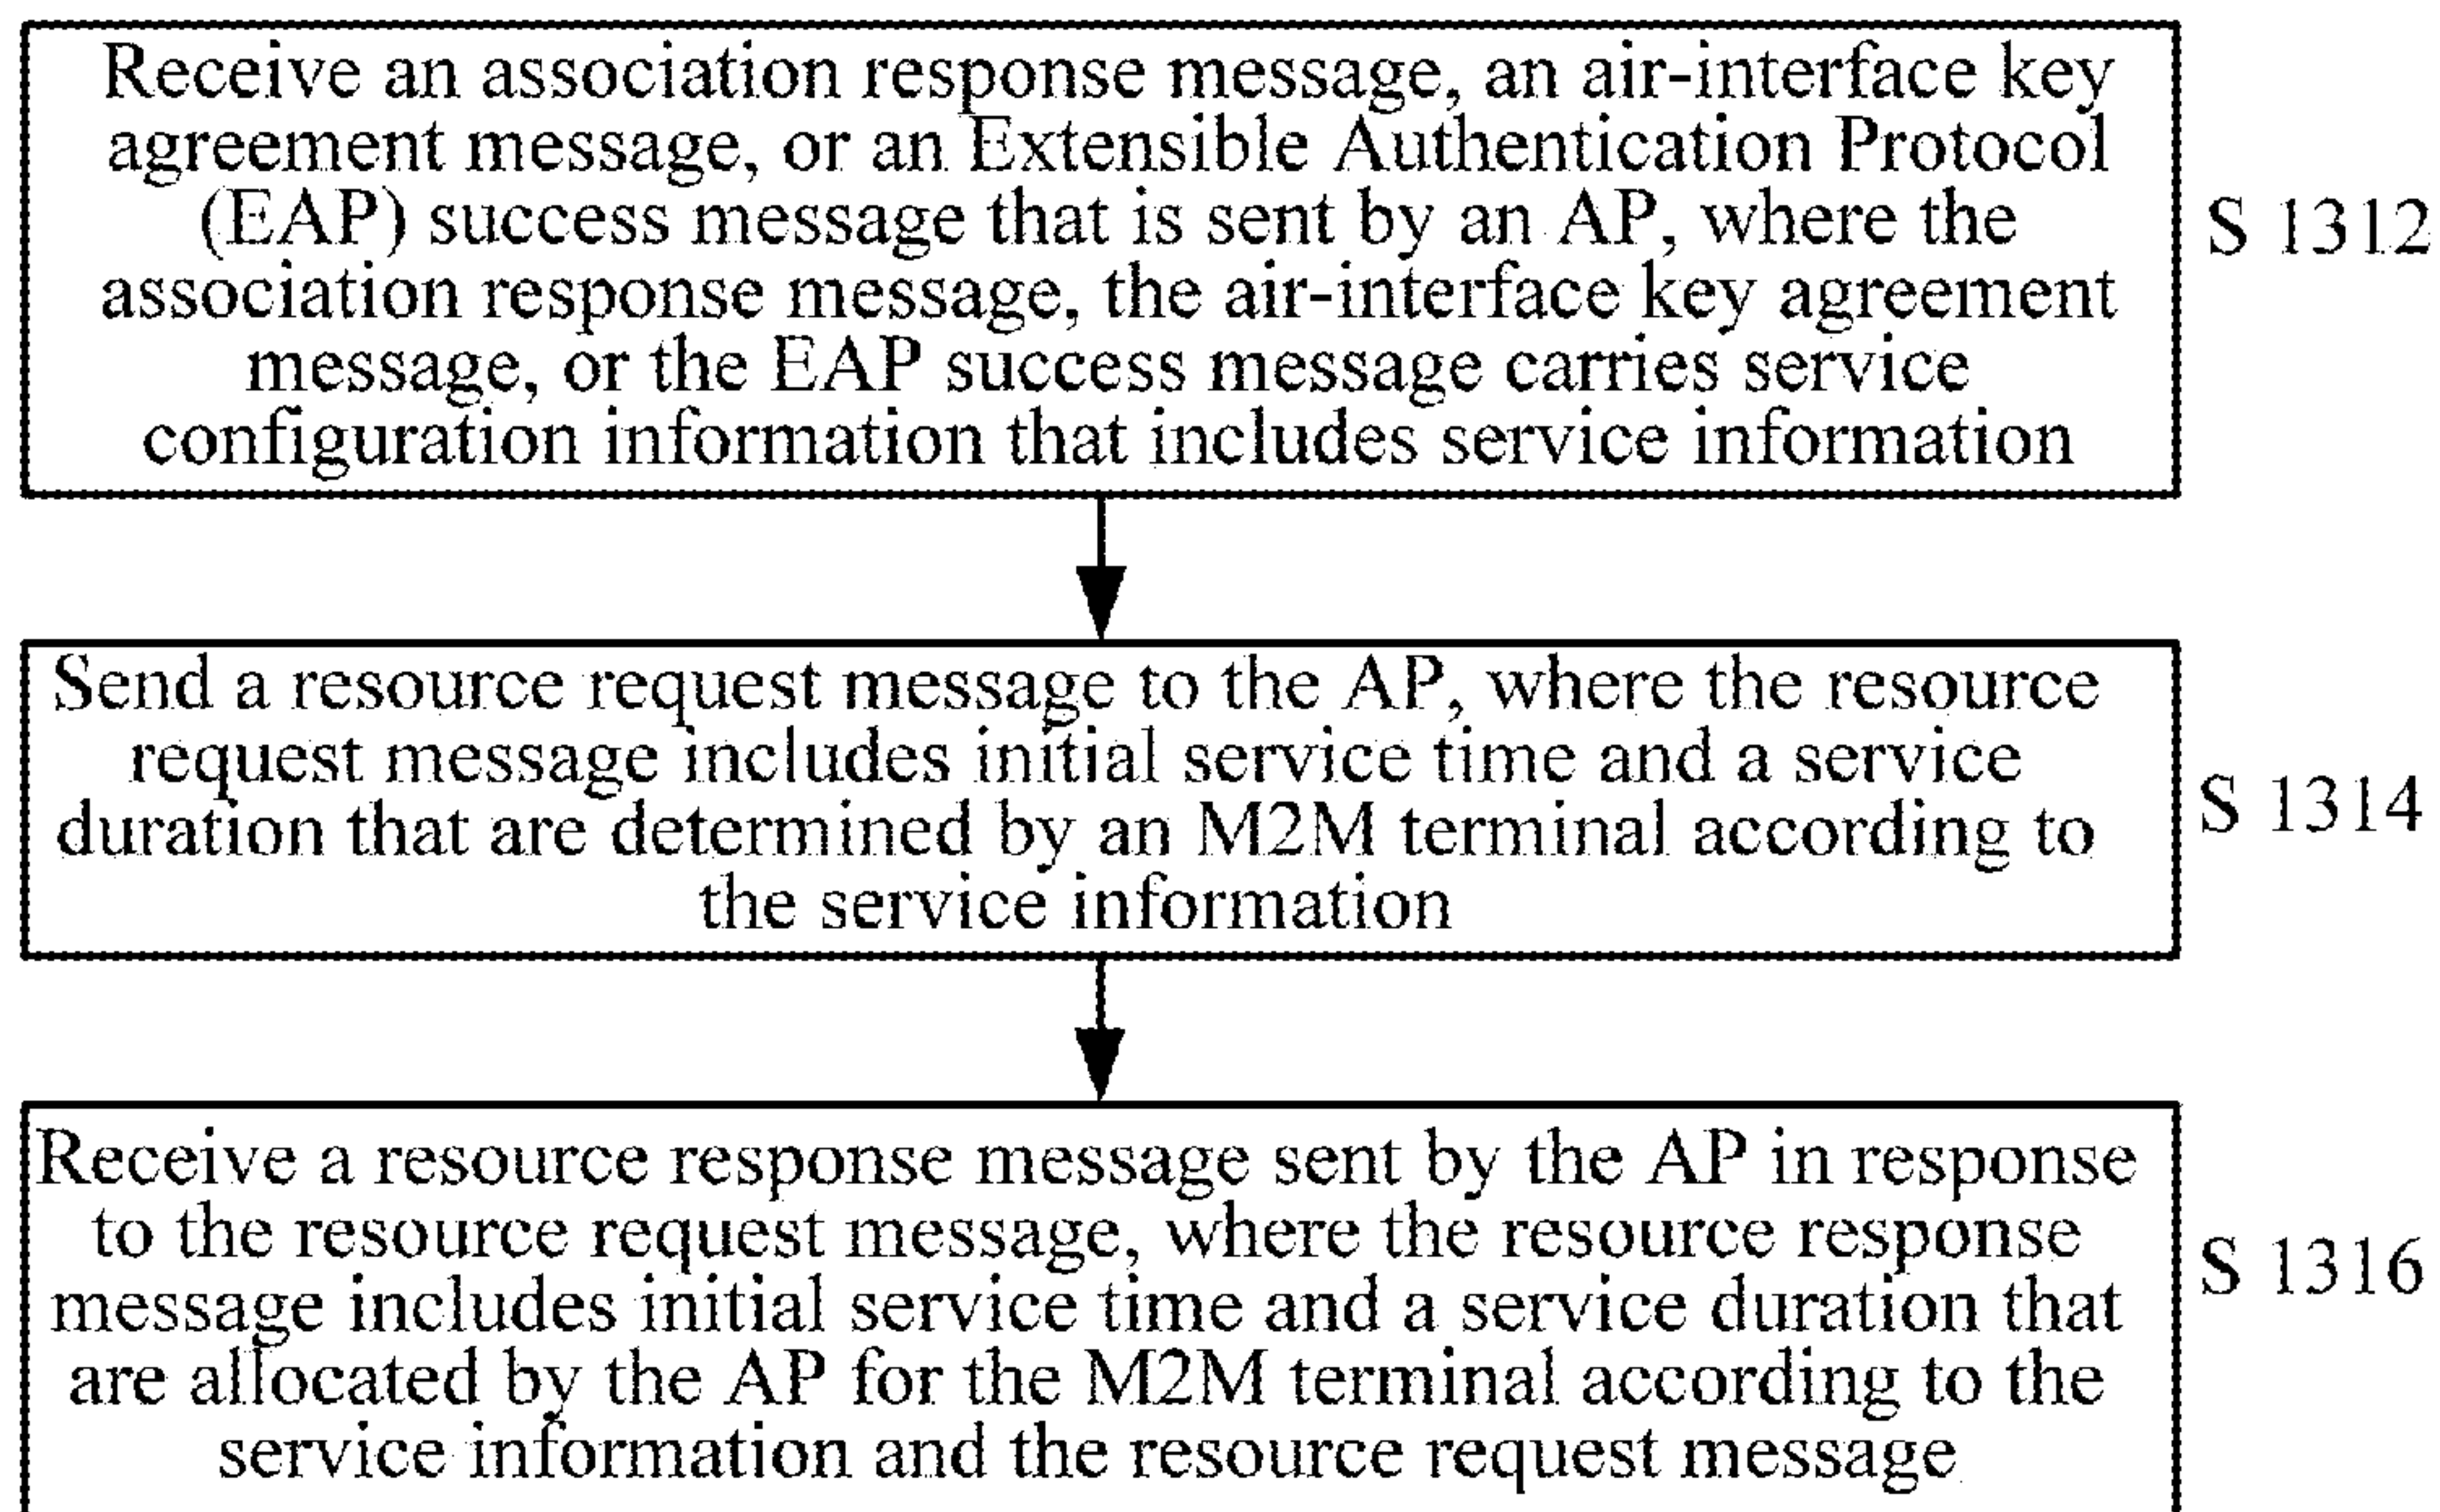 Receive an association response message, an air-interface key
agreement message, or an Extensible Authentication Protocol
(EAP) success message that is sent by an AP, where the
association response message, the air-interface key agreement
message, or the EAP success message carries service
configuration information that includes service information
S 1312
Send a resource request message to the AP, where the resource
request message includes initial service time and a service
duration that are determined by an M2M terminal according to
the service information
S 1314
Receive a resource response message sent by the AP in response
to the resource request message, where the resource response
message includes initial service time and a service duration that
are allocated by the AP for the M2M terminal according to the
service information and the resource request message
S 1316